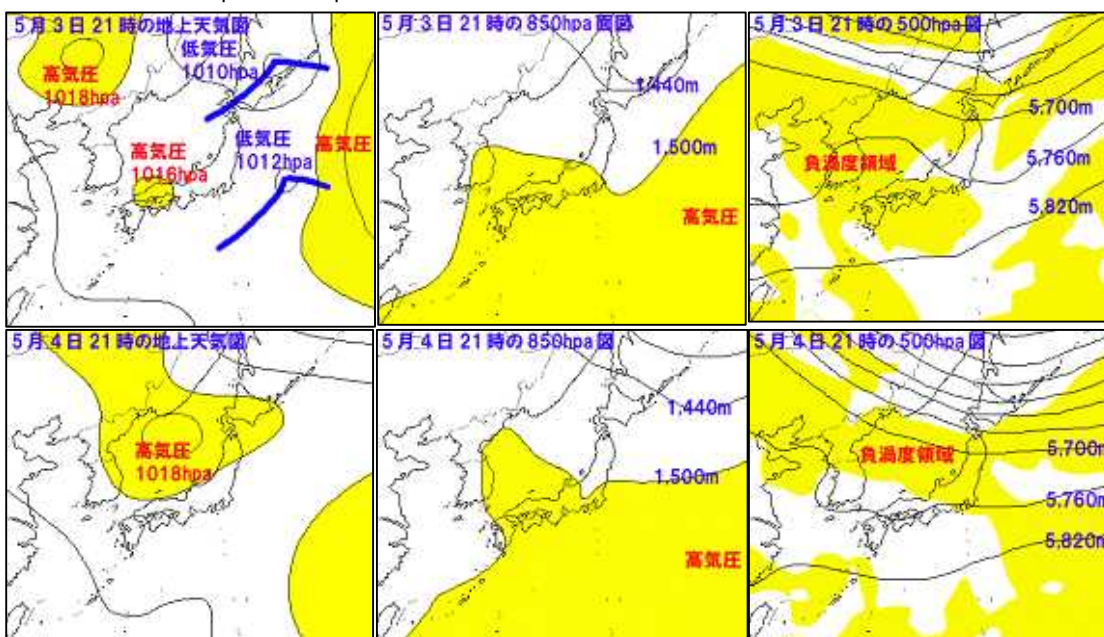 5月3日21時の地上天気図
低気圧
1010hpa
高気圧
1018hpa
高気圧
1016hpa
低気圧
1012hpa
高気圧
5月3日21時の850hpa面図
1,440m
1,500m
高気圧
5月3日21時の500hpa図
5,700m
負渦度領域
5,760m
5,820m
5月4日21時の地上天気図
高気圧
1018hpa
5月4日21時の850hpa図
1,440m
1,500m
高気圧
5月4日21時の500hpa図
負渦度領域
5,700m
5,760m
5,820m